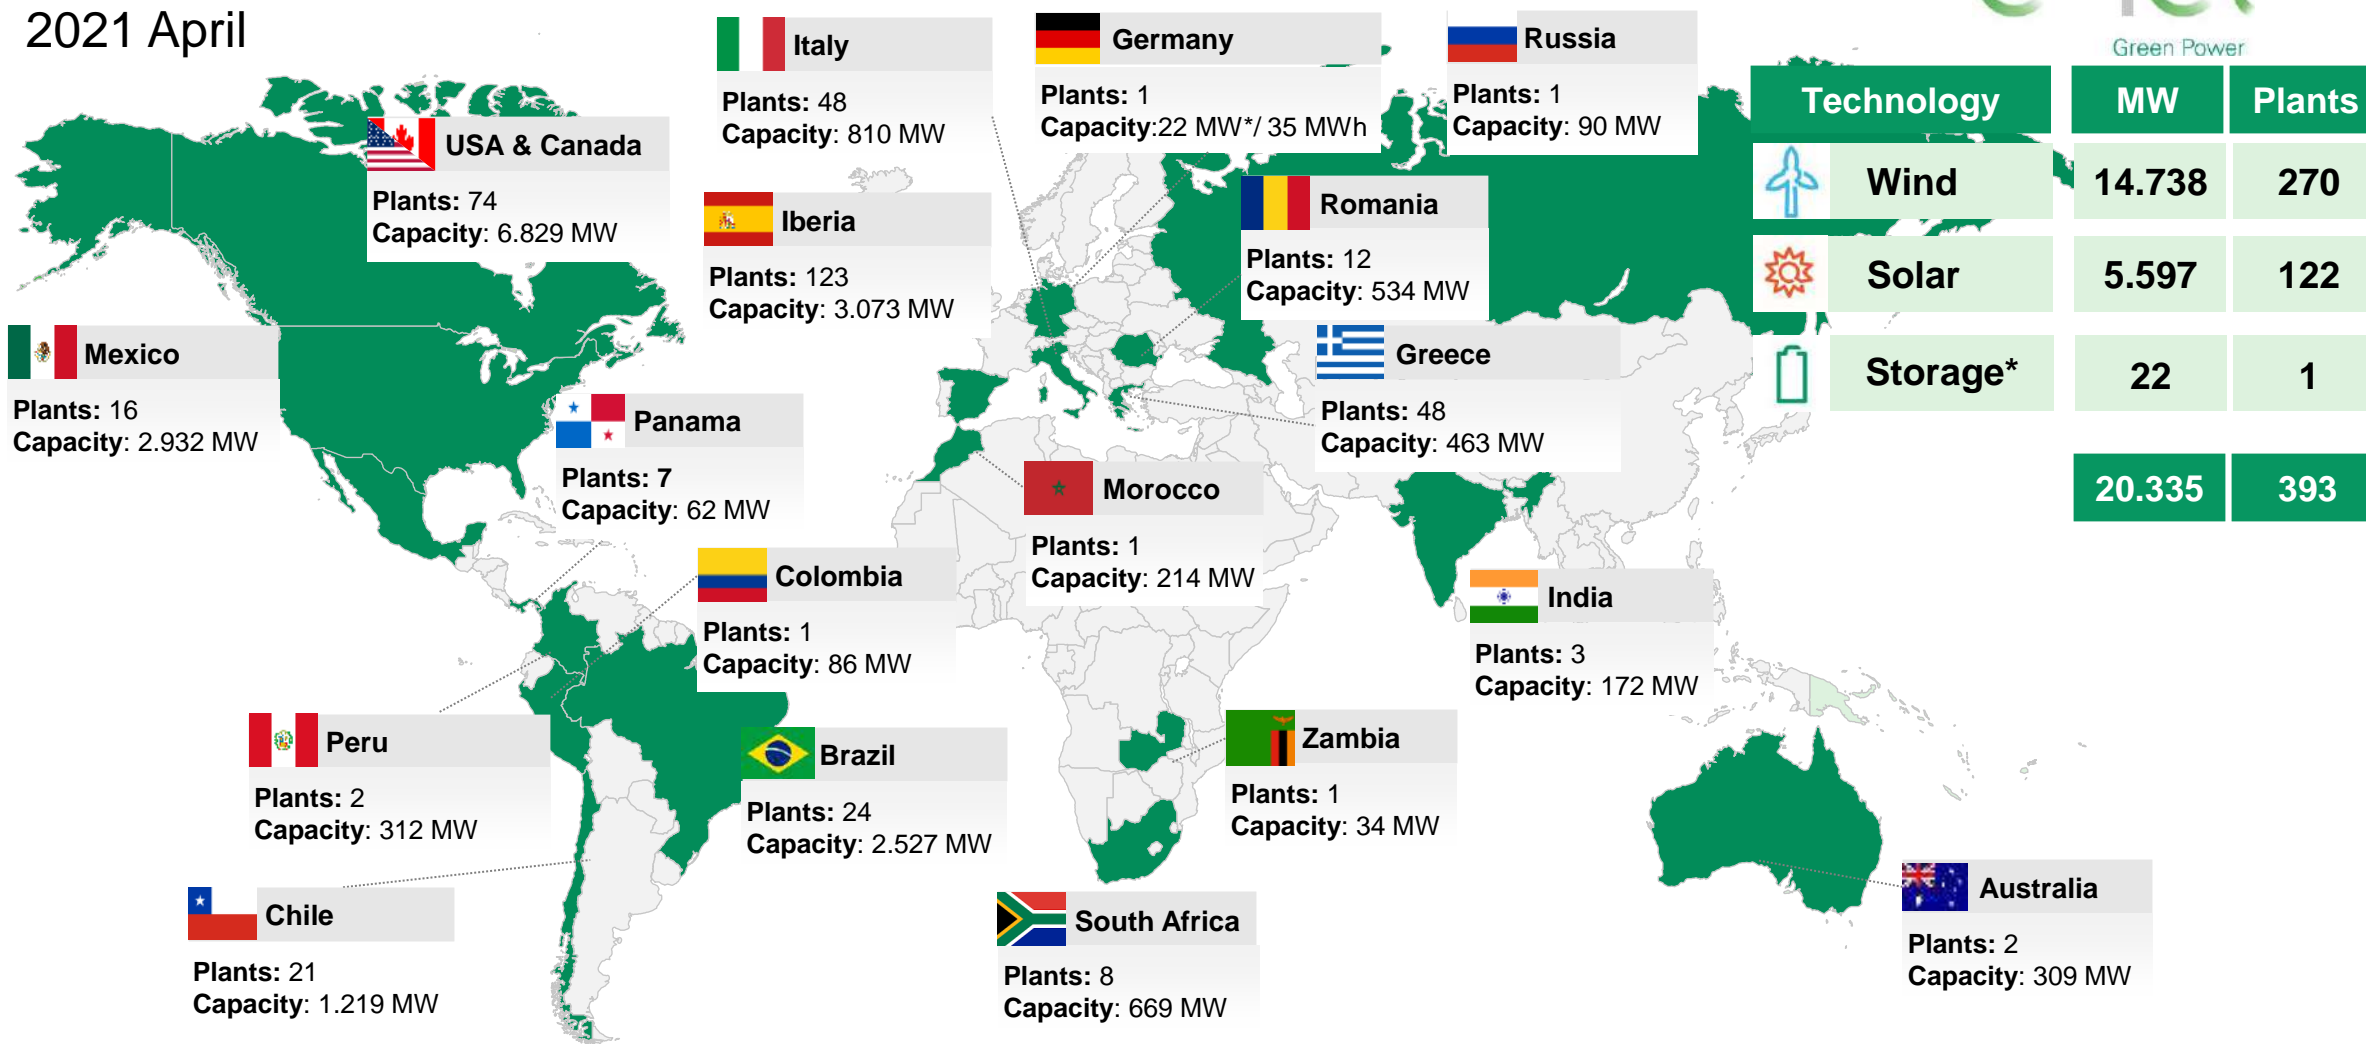 2021 April
Green Power
Italy
Plants: 48
Capacity: 810 MW
Germany
Plants: 1
Capacity:22 MW*/ 35 MWh
Russia
Plants: 1
Capacity: 90 MW
Technology MW Plants
Wind 14.738 270
Solar 5.597 122
Storage* 22 1
20.335 393
USA & Canada
Plants: 74
Capacity: 6.829 MW
Iberia
Plants: 123
Capacity: 3.073 MW
Romania
Plants: 12
Capacity: 534 MW
Mexico
Plants: 16
Capacity: 2.932 MW
Greece
Plants: 48
Capacity: 463 MW
Panama
Plants: 7
Capacity: 62 MW
Morocco
Plants: 1
Capacity: 214 MW
Colombia
Plants: 1
Capacity: 86 MW
India
Plants: 3
Capacity: 172 MW
Peru
Plants: 2
Capacity: 312 MW
Brazil
Plants: 24
Capacity: 2.527 MW
Zambia
Plants: 1
Capacity: 34 MW
Chile
Plants: 21
Capacity: 1.219 MW
South Africa
Plants: 8
Capacity: 669 MW
Australia
Plants: 2
Capacity: 309 MW